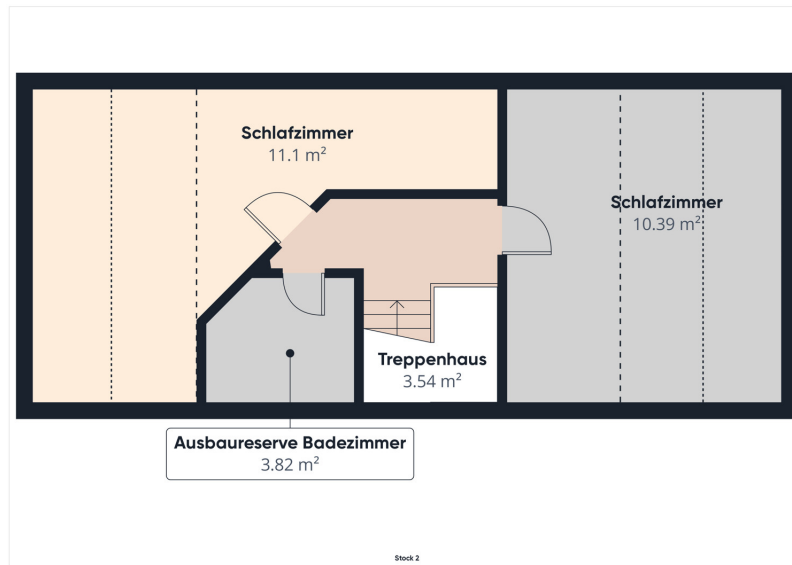 Schlafzimmer
11.1 m²
Schlafzimmer
10.39 m²
Treppenhaus
3.54 m²
Ausbaureserve Badezimmer
3.82 m²
Stock 2